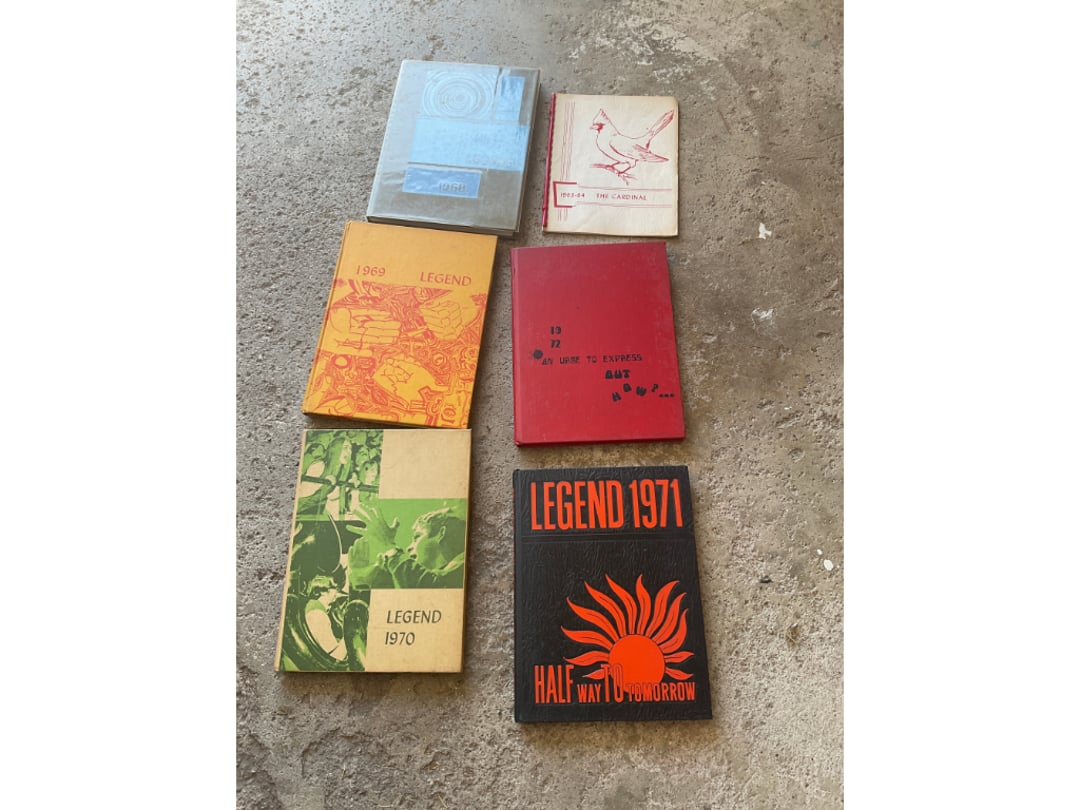 1968
1963-64 THE CARDINAL
1969 LEGEND
19
72
AN URGE TO EXPRESS
BUT
HOW?...
LEGEND
1970
LEGEND 1971
HALF WAY TO TOMORROW